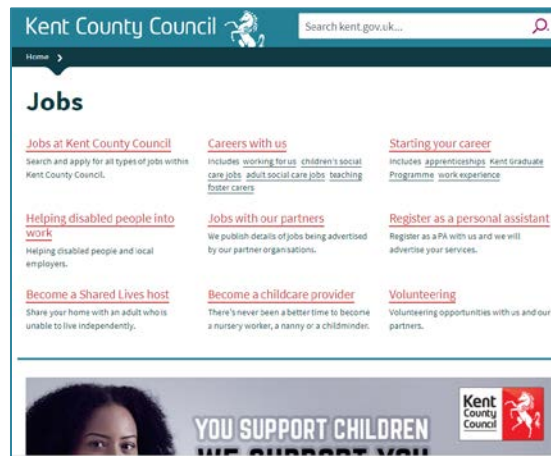 Kent County Council
Search kent.gov.uk...
Home
Jobs
Jobs at Kent County Council
Search and apply for all types of jobs within
Kent County Council.
Careers with us
Includes working for us children's social
care jobs adult social care jobs teaching
foster carers
Starting your career
Includes apprenticeships Kent Graduate
Programme work experience
Helping disabled people into
work
Helping disabled people and local
employers.
Jobs with our partners
We publish details of jobs being advertised
by our partner organisations.
Register as a personal assistant
Register as a PA with us and we will
advertise your services.
Become a Shared Lives host
Share your home with an adult who is
unable to live independently.
Become a childcare provider
There's never been a better time to become
a nursery worker, a nanny or a childminder.
Volunteering
Volunteering opportunities with us and our
partners.
YOU SUPPORT CHILDREN
WE SUPPORT YOU
Kent
County
Council